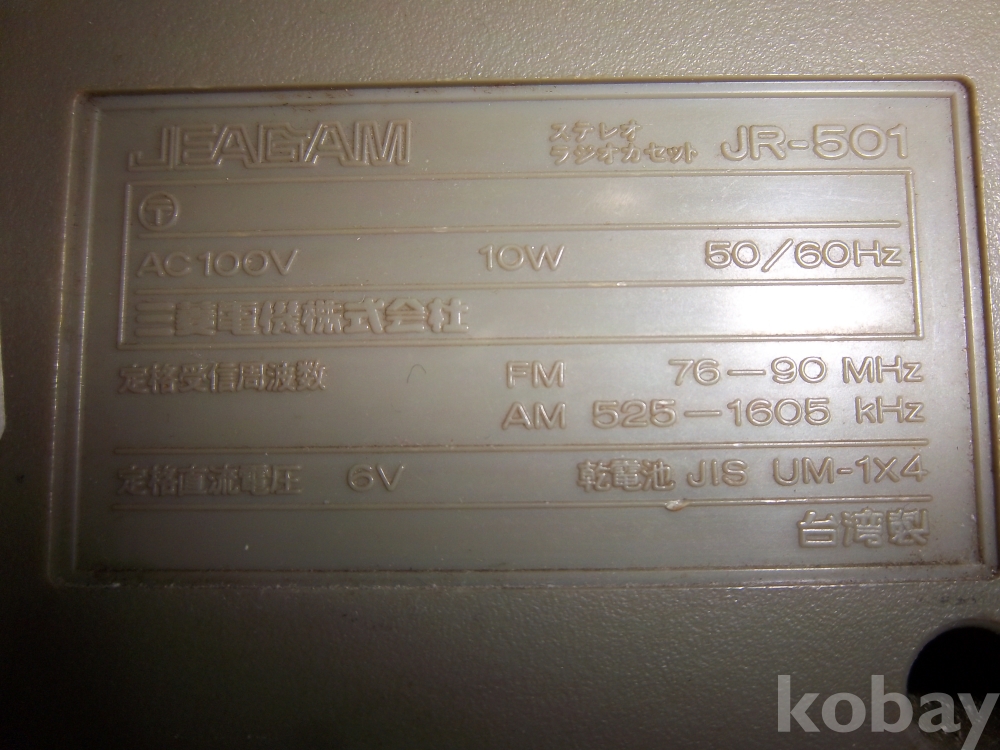 JEAGAM ステレオ ラジオカセット JR-501
〒
AC100V 10W 50/60Hz
三菱電機株式会社
定格受信周波数 FM 76-90 MHz
AM 525-1605 kHz
定格直流電圧 6V 乾電池 JIS UM-1X4
台湾製
kobay